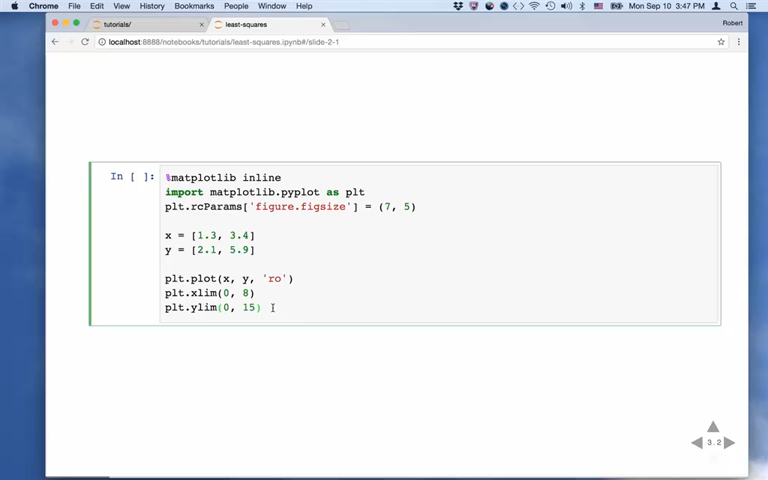 Chrome File Edit View History Bookmarks People Window Help
Mon Sep 10 3:47 PM
tutorials/
least-squares
Robert
localhost:8888/notebooks/tutorials/least-squares.ipynb#/slide-2-1
In [ ]:
%matplotlib inline
import matplotlib.pyplot as plt
plt.rcParams['figure.figsize'] = (7, 5)
x = [1.3, 3.4]
y = [2.1, 5.9]
plt.plot(x, y, 'ro')
plt.xlim(0, 8)
plt.ylim(0, 15)
3.2